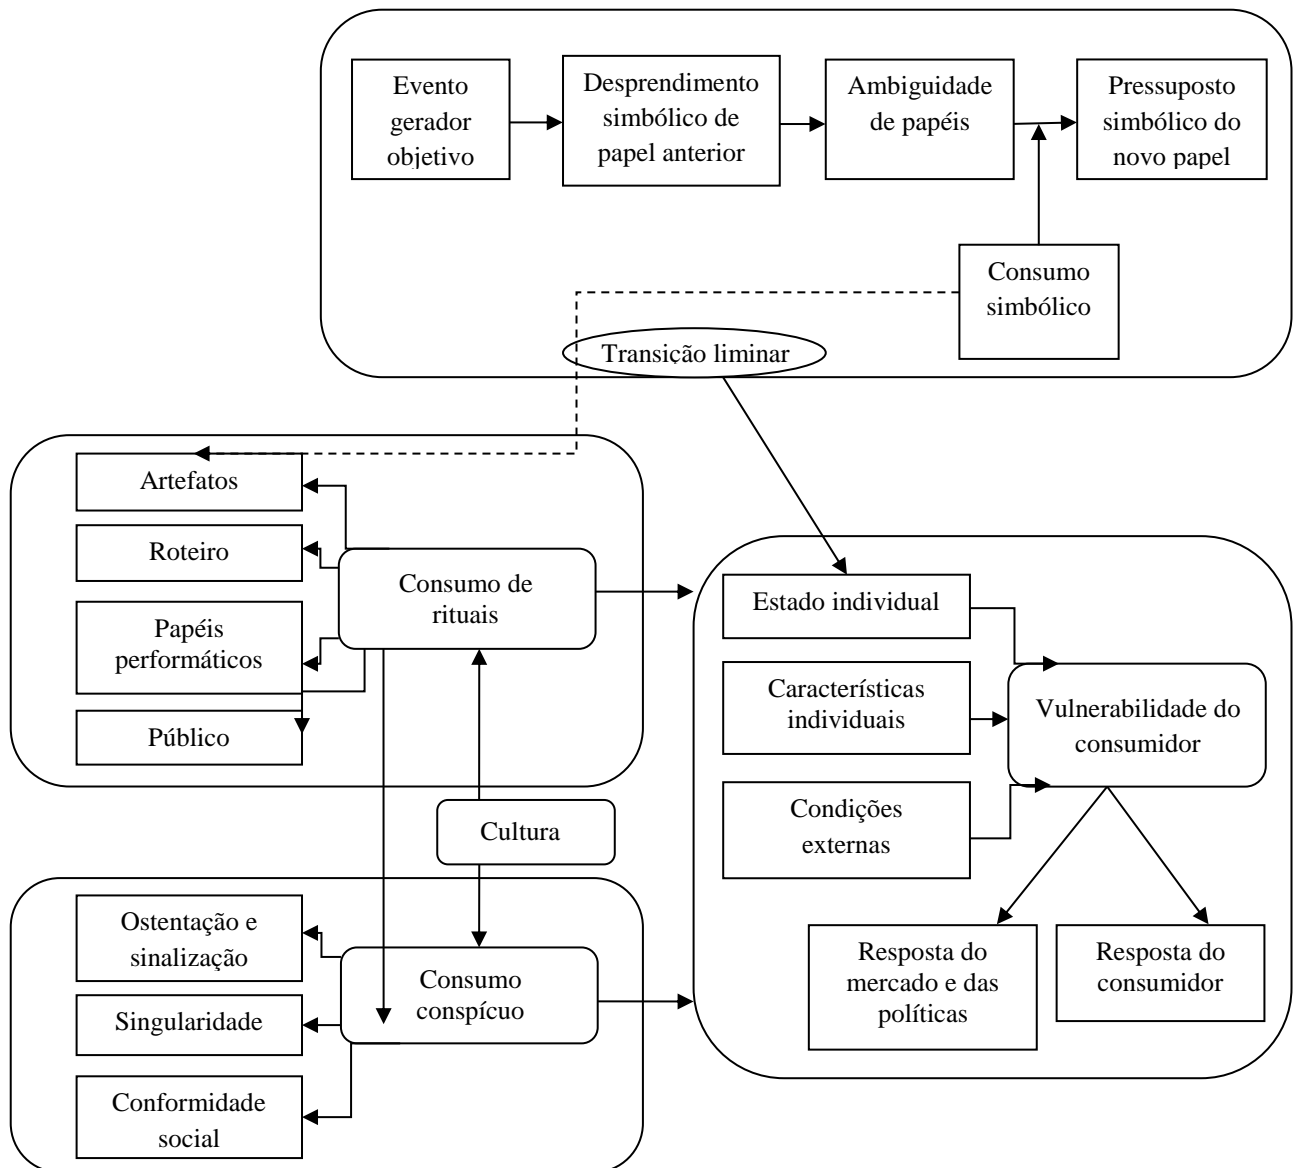 Evento
gerador
objetivo
Desprendimento
simbólico de
papel anterior
Ambiguidade
de papéis
Pressuposto
simbólico do
novo papel
Consumo
simbólico
Transição liminar
Artefatos
Roteiro
Papéis
performáticos
Público
Consumo de
rituais
Cultura
Ostentação e
sinalização
Singularidade
Conformidade
social
Consumo
conspícuo
Estado individual
Características
individuais
Condições
externas
Vulnerabilidade do
consumidor
Resposta do
mercado e das
políticas
Resposta do
consumidor